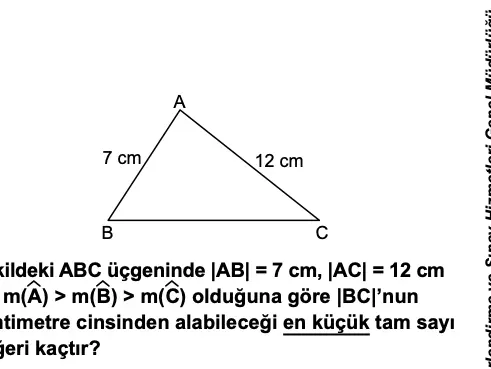 A
7 cm
12 cm
B
C
kildeki ABC üçgeninde |AB| = 7 cm, |AC| = 12 cm
m(Â) > m(B̂) > m(Ĉ) olduğuna göre |BC|'nun
ntimetre cinsinden alabileceği en küçük tam sayı
ğeri kaçtır?